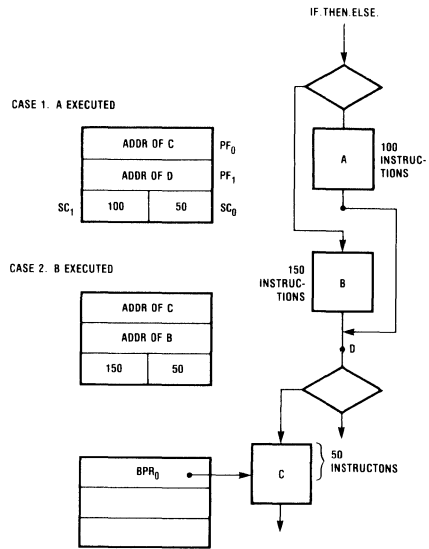 IF.THEN.ELSE.
CASE 1. A EXECUTED
ADDR OF C PF0
ADDR OF D PF1
SC1 100 50 SC0
A
100
INSTRUC-
TIONS
CASE 2. B EXECUTED
ADDR OF C
ADDR OF B
150 50
150
INSTRUC-
TIONS
B
D
BPR0
C
50
INSTRUCTONS